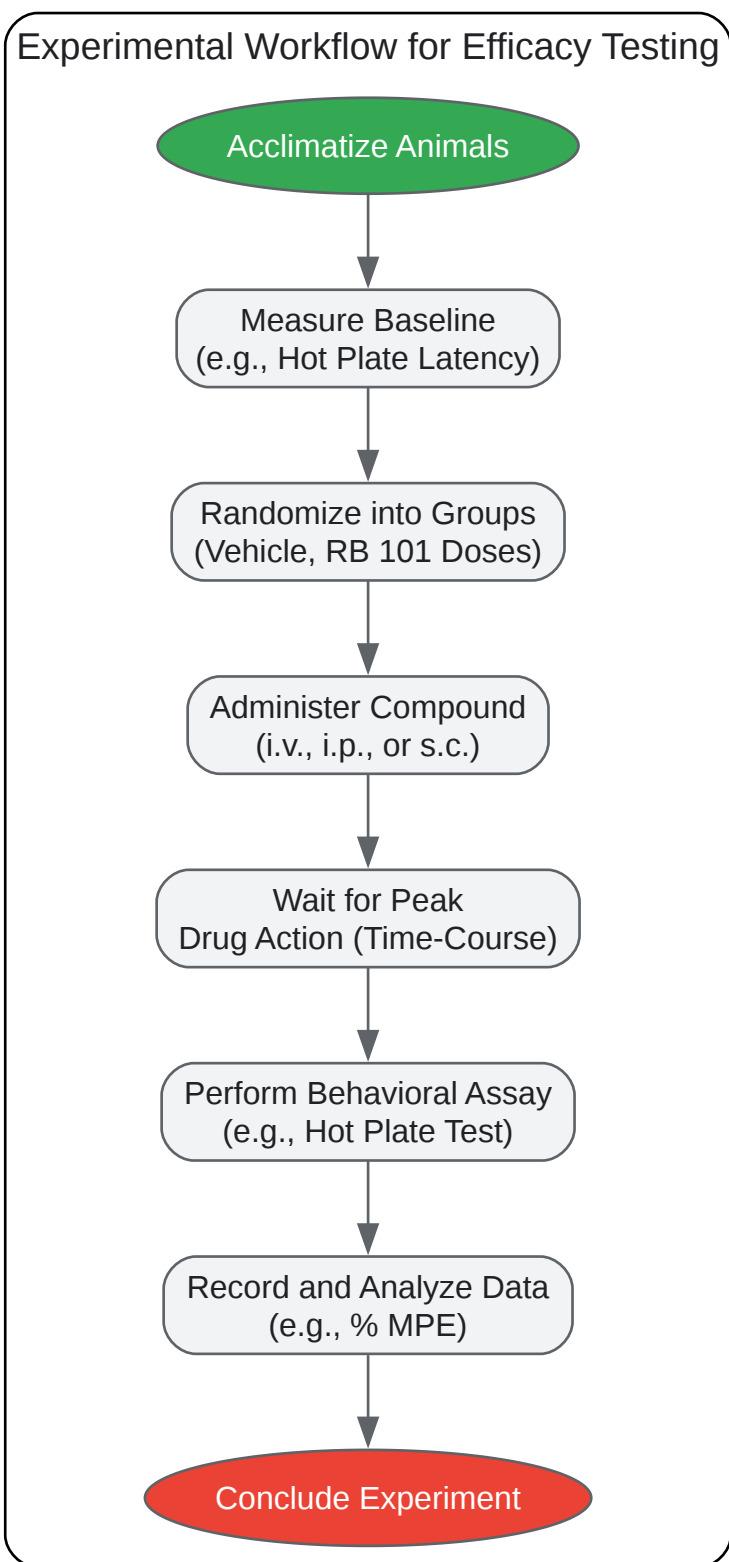 Experimental Workflow for Efficacy Testing
Acclimatize Animals
Measure Baseline
(e.g., Hot Plate Latency)
Randomize into Groups
(Vehicle, RB 101 Doses)
Administer Compound
(i.v., i.p., or s.c.)
Wait for Peak
Drug Action (Time-Course)
Perform Behavioral Assay
(e.g., Hot Plate Test)
Record and Analyze Data
(e.g., % MPE)
Conclude Experiment